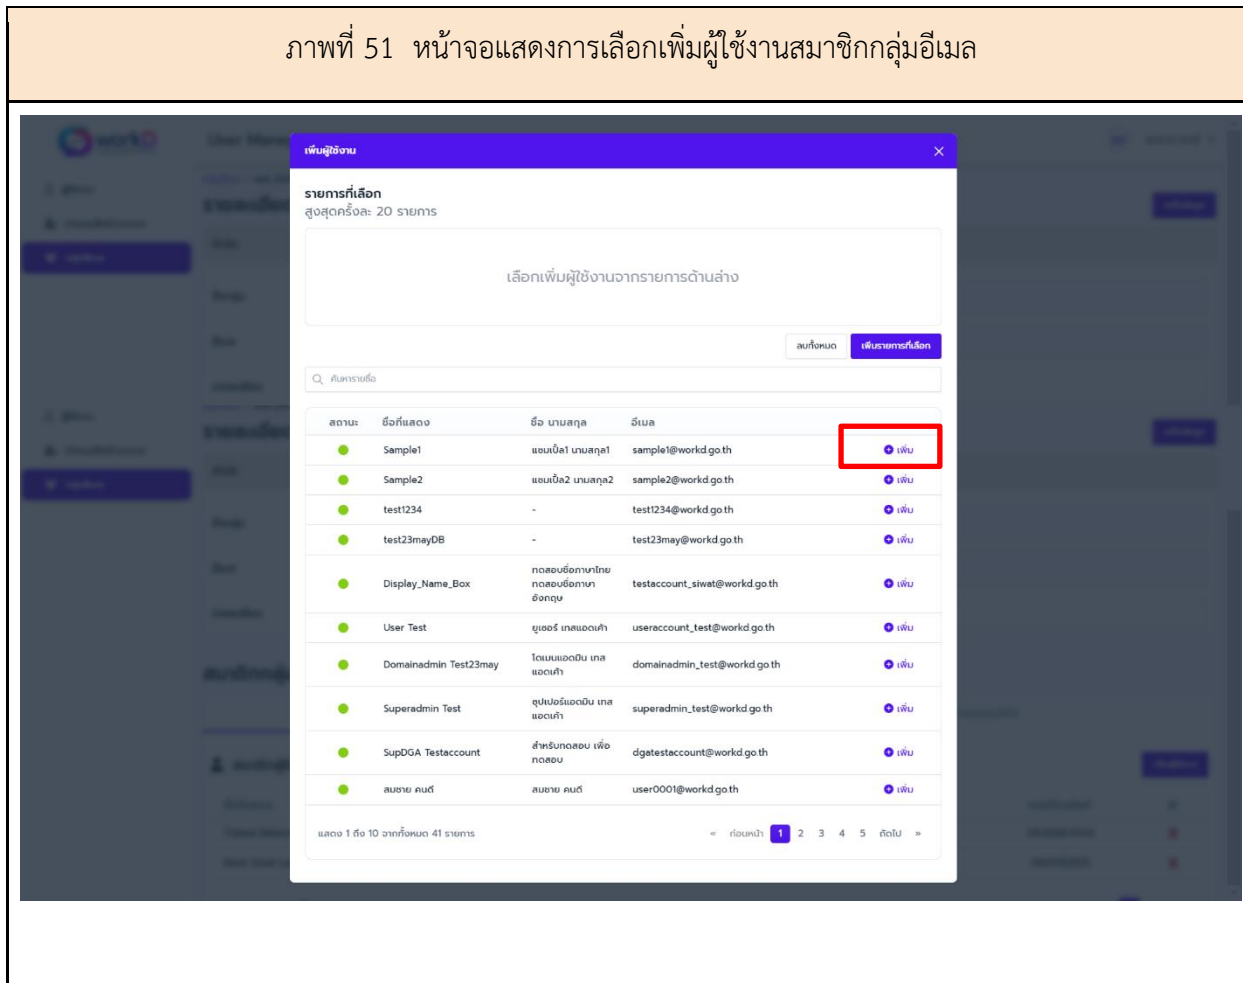 ภาพที่ 51 หน้าจอแสดงการเลือกเพิ่มผู้ใช้งานสมาชิกกลุ่มอีเมล
workD
เพิ่มผู้ใช้งาน
รายการที่เลือก
สูงสุดครั้งละ 20 รายการ
เลือกเพิ่มผู้ใช้งานจากรายการด้านล่าง
ลบทั้งหมด เพิ่มรายการที่เลือก
ค้นหารายชื่อ
สถานะ ชื่อที่แสดง ชื่อ นามสกุล อีเมล
Sample1 แซมเปิ้ล1 นามสกุล1 sample1@workd.go.th เพิ่ม
Sample2 แซมเปิ้ล2 นามสกุล2 sample2@workd.go.th เพิ่ม
test1234 - test1234@workd.go.th เพิ่ม
test23mayDB - test23may@workd.go.th เพิ่ม
Display_Name_Box ทดสอบชื่อภาษาไทย ทดสอบชื่อภาษาอังกฤษ testaccount_siwat@workd.go.th เพิ่ม
User Test ยูเซอร์ เทสแอดเค้า useraccount_test@workd.go.th เพิ่ม
Domainadmin Test23may โดเมนแอดมิน เทสแอดเค้า domainadmin_test@workd.go.th เพิ่ม
Superadmin Test ซุปเปอร์แอดมิน เทสแอดเค้า superadmin_test@workd.go.th เพิ่ม
SupDGA Testaccount สำหรับทดสอบ เพื่อทดสอบ dgatestaccount@workd.go.th เพิ่ม
สมชาย คนดี สมชาย คนดี user0001@workd.go.th เพิ่ม
แสดง 1 ถึง 10 จากทั้งหมด 41 รายการ « ก่อนหน้า 1 2 3 4 5 ถัดไป »